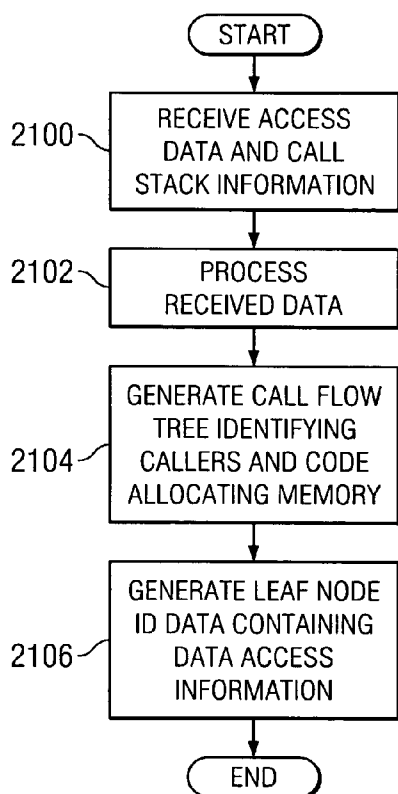 START
2100
RECEIVE ACCESS
DATA AND CALL
STACK INFORMATION
2102
PROCESS
RECEIVED DATA
2104
GENERATE CALL FLOW
TREE IDENTIFYING
CALLERS AND CODE
ALLOCATING MEMORY
2106
GENERATE LEAF NODE
ID DATA CONTAINING
DATA ACCESS
INFORMATION
END